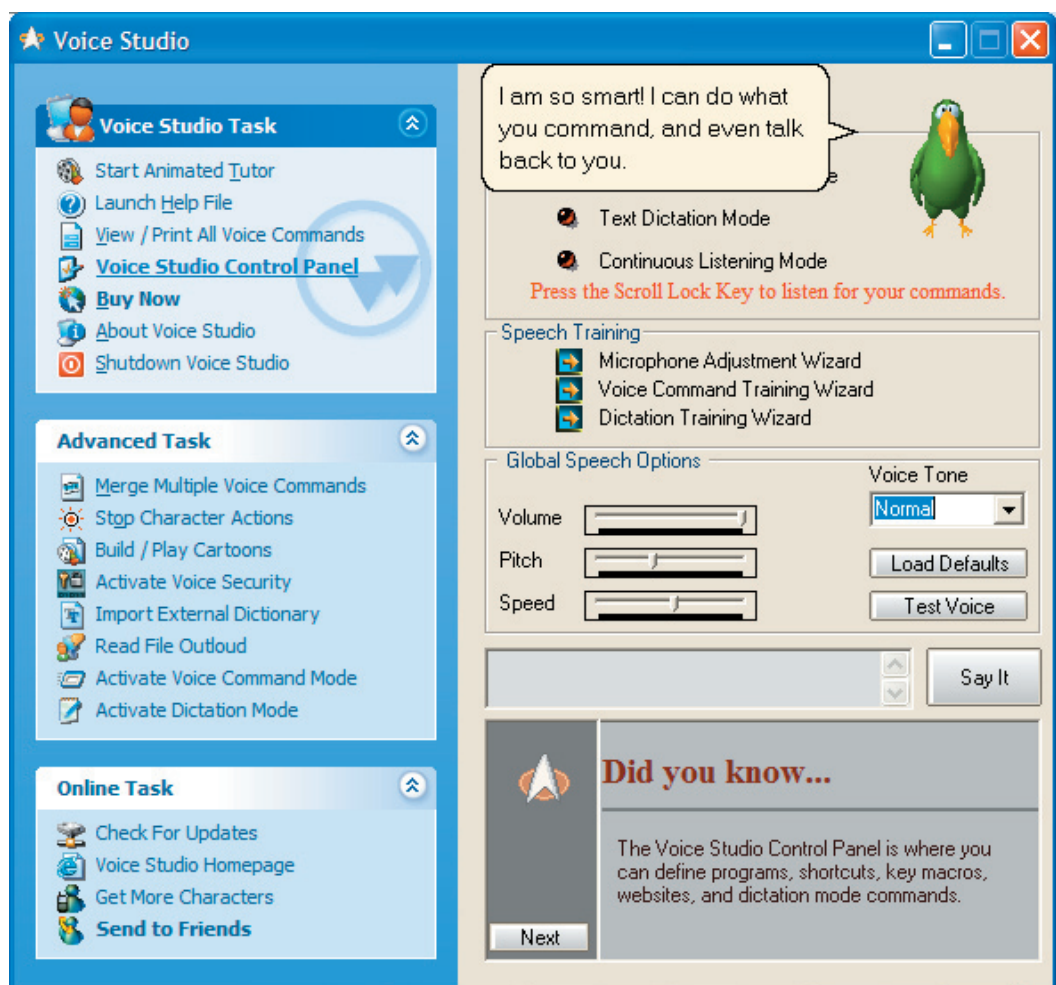 Voice Studio
Voice Studio Task
Start Animated Tutor
Launch Help File
View / Print All Voice Commands
Voice Studio Control Panel
Buy Now
About Voice Studio
Shutdown Voice Studio
Advanced Task
Merge Multiple Voice Commands
Stop Character Actions
Build / Play Cartoons
Activate Voice Security
Import External Dictionary
Read File Outloud
Activate Voice Command Mode
Activate Dictation Mode
Online Task
Check For Updates
Voice Studio Homepage
Get More Characters
Send to Friends
I am so smart! I can do what
you command, and even talk
back to you.
Text Dictation Mode
Continuous Listening Mode
Press the Scroll Lock Key to listen for your commands.
Speech Training
Microphone Adjustment Wizard
Voice Command Training Wizard
Dictation Training Wizard
Global Speech Options
Voice Tone
Volume
Normal
Pitch
Load Defaults
Speed
Test Voice
Say It
Did you know...
The Voice Studio Control Panel is where you
can define programs, shortcuts, key macros,
websites, and dictation mode commands.
Next